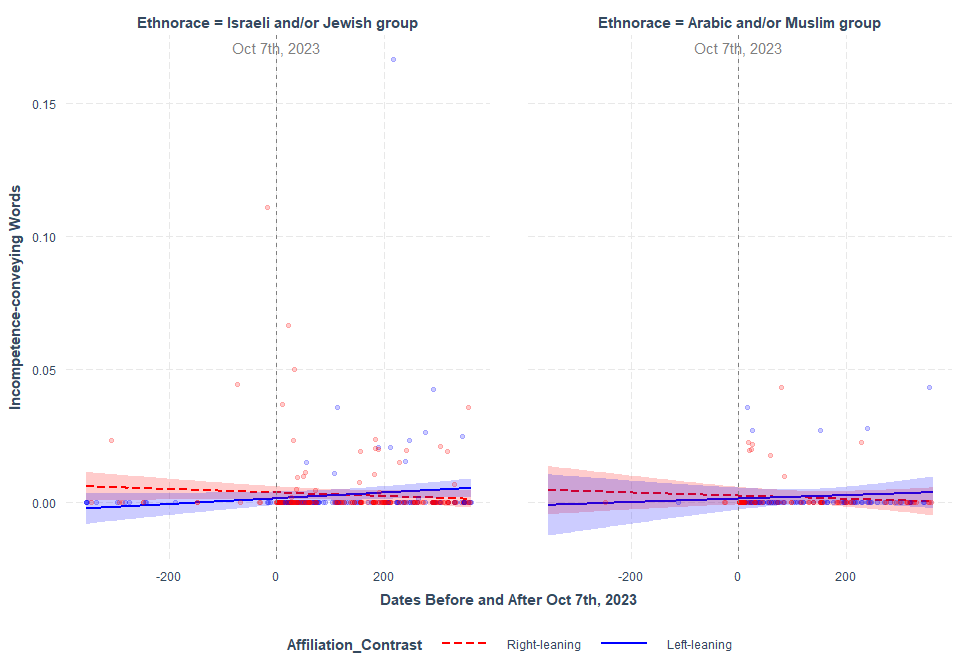 Ethnorace = Israeli and/or Jewish group
Ethnorace = Arabic and/or Muslim group
Oct 7th, 2023
Oct 7th, 2023
0.15
0.10
0.05
0.00
Incompetence-conveying Words
-200
0
200
-200
0
200
Dates Before and After Oct 7th, 2023
Affiliation_Contrast
Right-leaning
Left-leaning